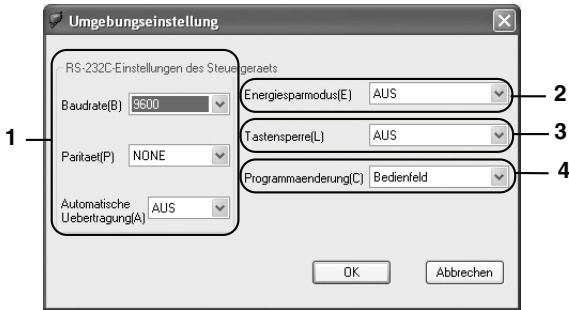 Umgebungseinstellung
RS-232C-Einstellungen des Steuergeraets
Baudrate(B) 9600
Paritaet(P) NONE
Automatische
Uebertragung(A) AUS
Energiesparmodus(E) AUS
Tastensperre(L) AUS
Programmaenderung(C) Bedienfeld
OK Abbrechen
1
2
3
4